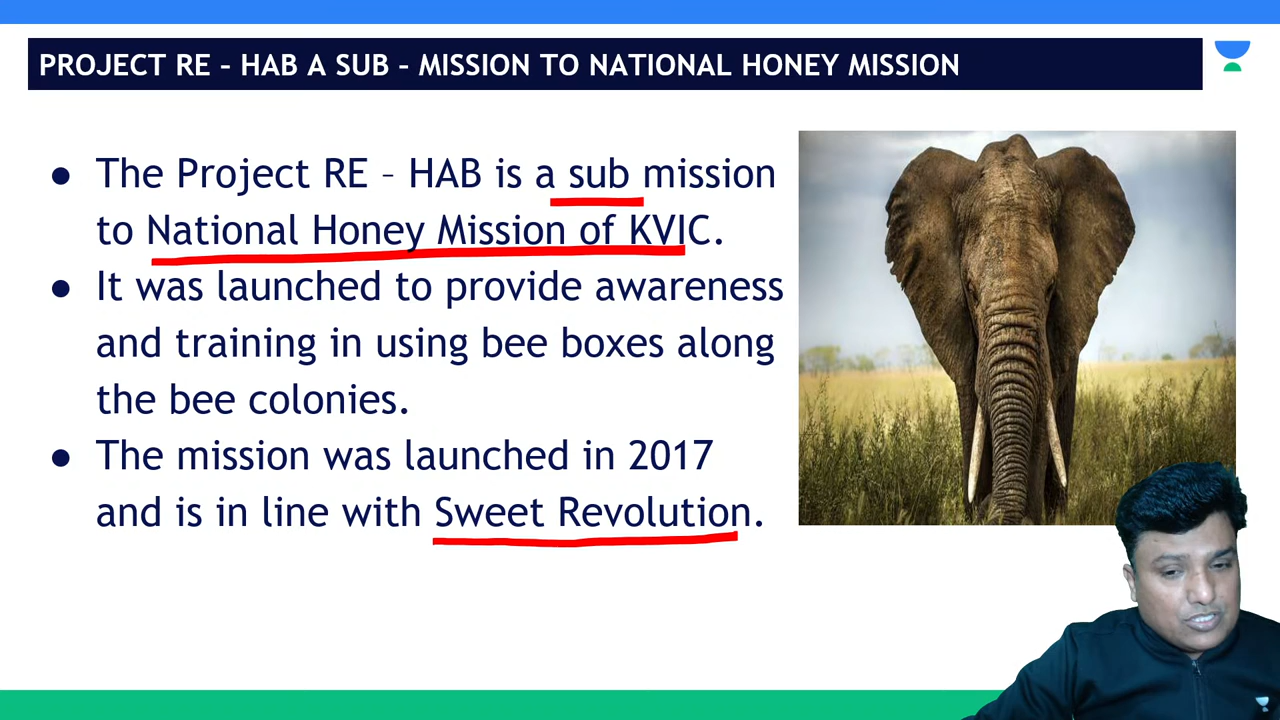 PROJECT RE – HAB A SUB – MISSION TO NATIONAL HONEY MISSION
● The Project RE – HAB is a sub mission
to National Honey Mission of KVIC.
● It was launched to provide awareness
and training in using bee boxes along
the bee colonies.
● The mission was launched in 2017
and is in line with Sweet Revolution.